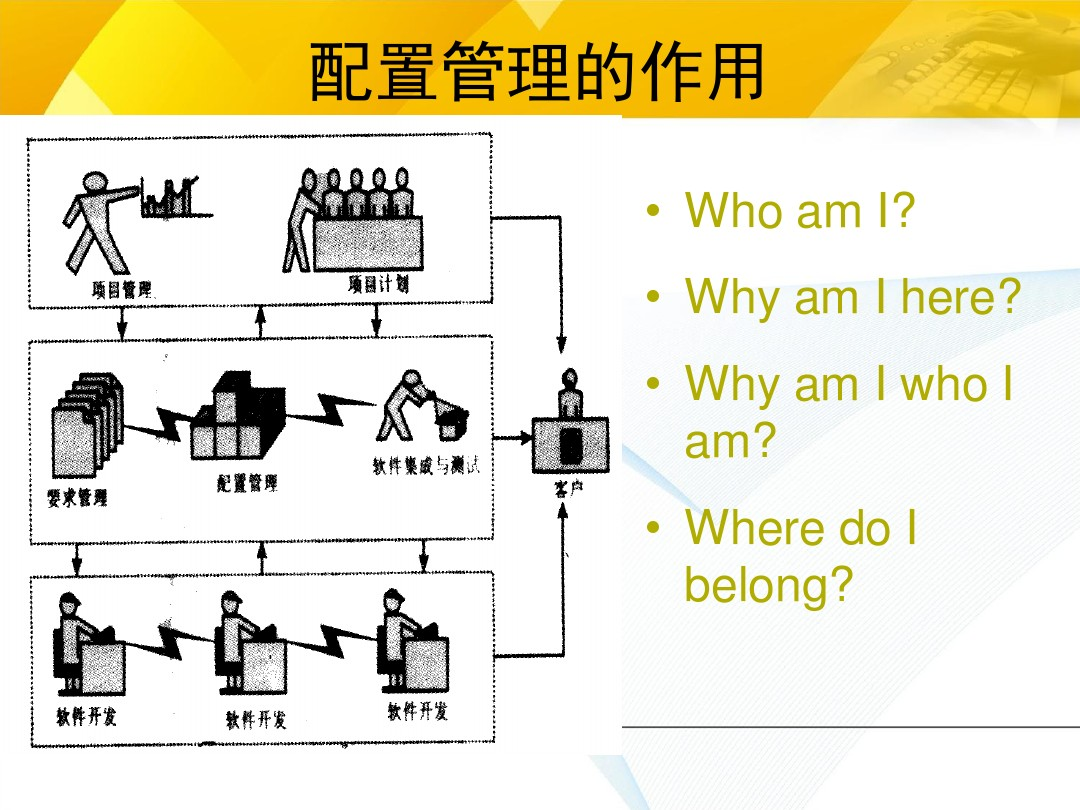 配置管理的作用
项目管理
项目计划
要求管理
配置管理
软件集成与测试
客户
软件开发
软件开发
软件开发
• Who am I?
• Why am I here?
• Why am I who I
am?
• Where do I
belong?